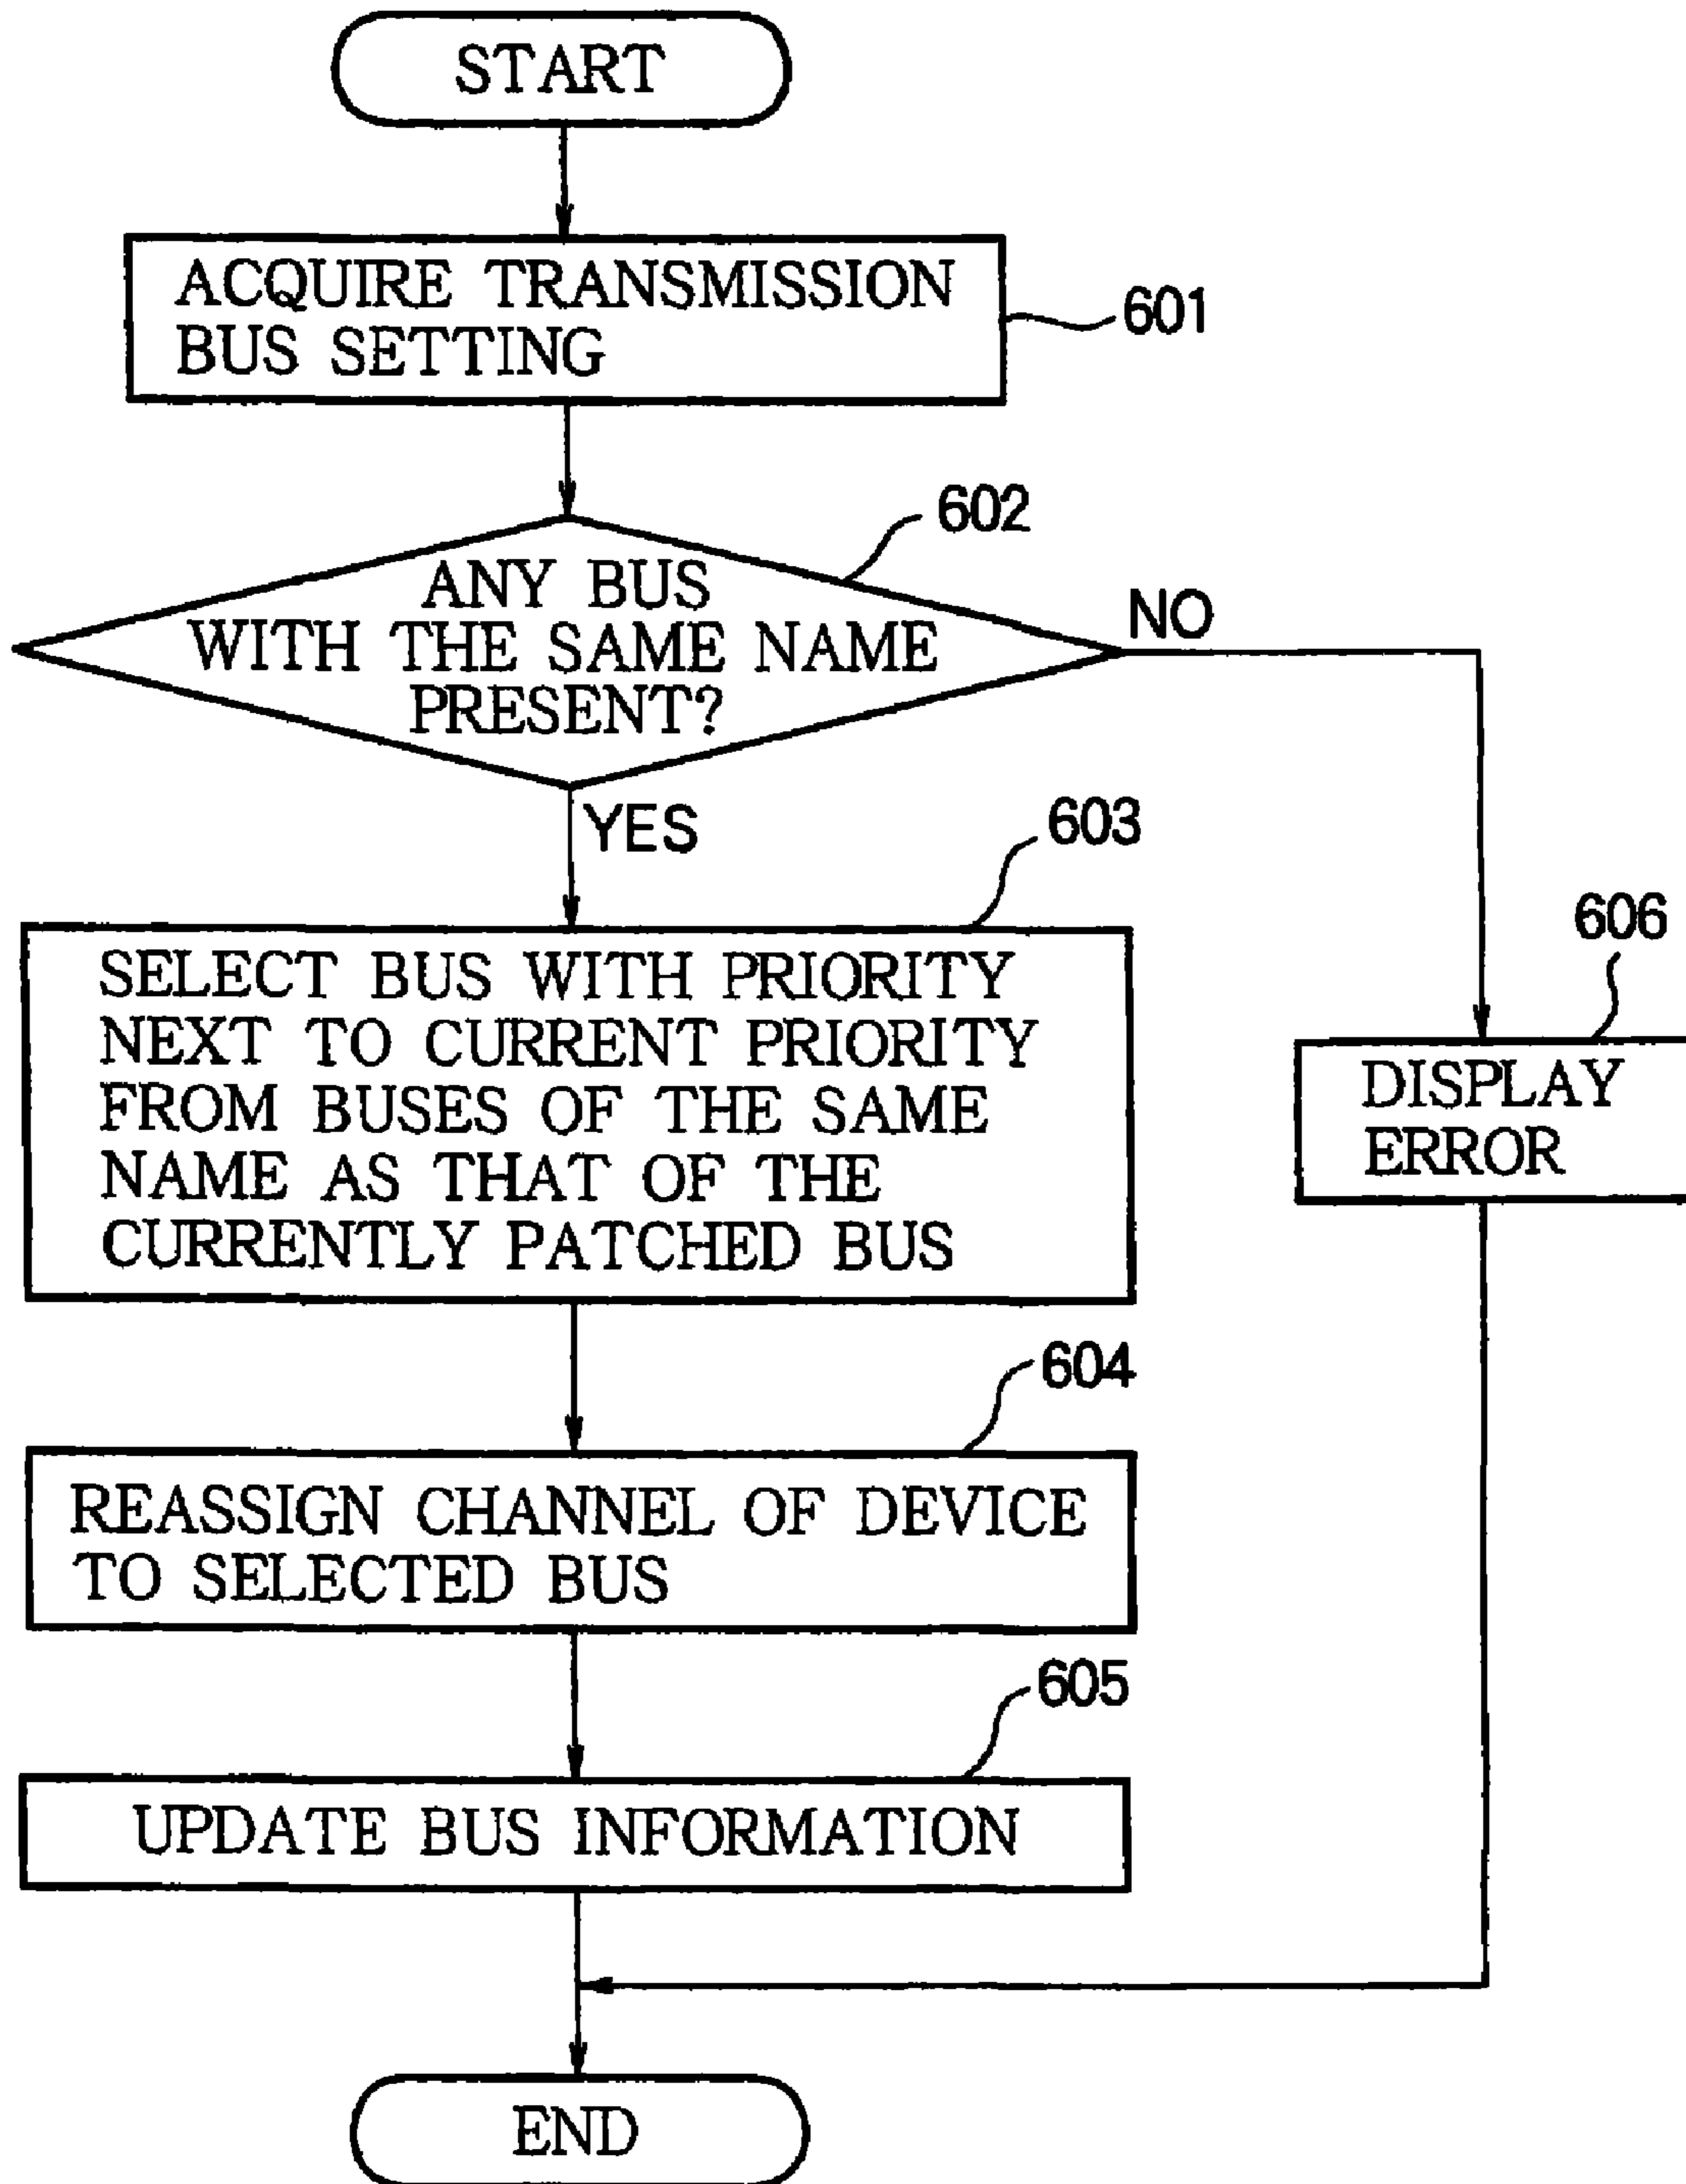 START
ACQUIRE TRANSMISSION
BUS SETTING
601
602
ANY BUS
WITH THE SAME NAME
PRESENT?
NO
YES
603
SELECT BUS WITH PRIORITY
NEXT TO CURRENT PRIORITY
FROM BUSES OF THE SAME
NAME AS THAT OF THE
CURRENTLY PATCHED BUS
606
DISPLAY
ERROR
604
REASSIGN CHANNEL OF DEVICE
TO SELECTED BUS
605
UPDATE BUS INFORMATION
END